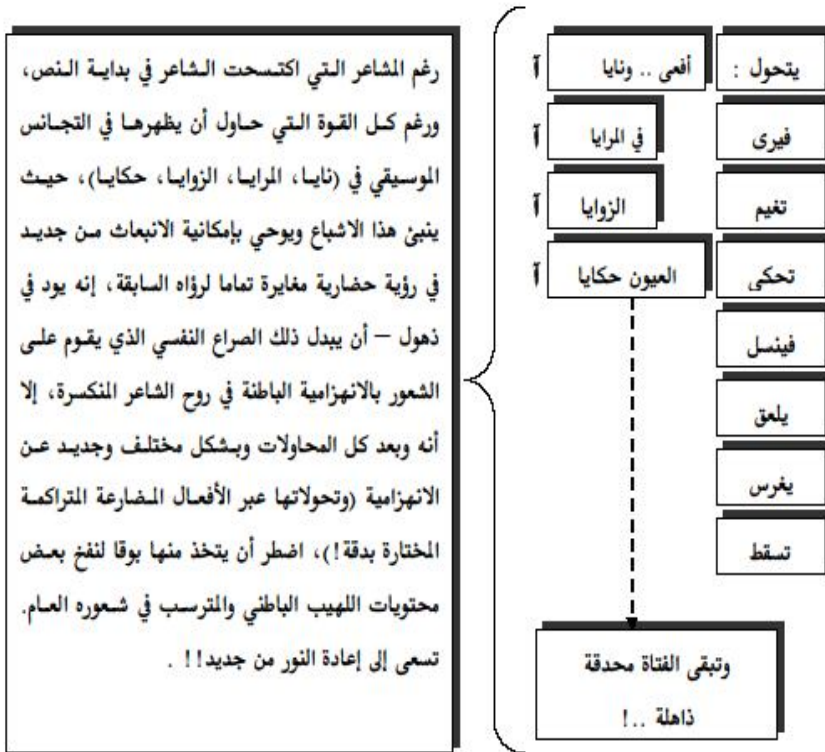 يتحول :
أفعى .. ونايا
آ
فيرى
في المرايا
آ
تغيم
الزوايا
آ
تحكى
العيون حكايا
آ
فينسل
يلعق
يغرس
تسقط
وتبقى الفتاة محدقة
ذاهلة ..!
رغم المشاعر التي اكتسحت الشاعر في بداية النص،
ورغم كل القوة التي حاول أن يظهرها في التجانس
الموسيقي في (نايا، المرايا، الزوايا، حكايا)، حيث
ينبئ هذا الاشباع ويوحي بإمكانية الانبعاث من جديد
في رؤية حضارية مغايرة تماما لرؤاه السابقة، إنه يود في
ذهول – أن يبدل ذلك الصراع النفسي الذي يقوم على
الشعور بالانهزامية الباطنة في روح الشاعر المنكسرة، إلا
أنه وبعد كل المحاولات وبشكل مختلف وجديد عن
الانهزامية (وتحولاتها عبر الأفعال المضارعة المتراكمة
المختارة بدقة!)، اضطر أن يتخذ منها بوقا لنفخ بعض
محتويات اللهيب الباطني والمترسب في شعوره العام.
تسعى إلى إعادة النور من جديد!! .